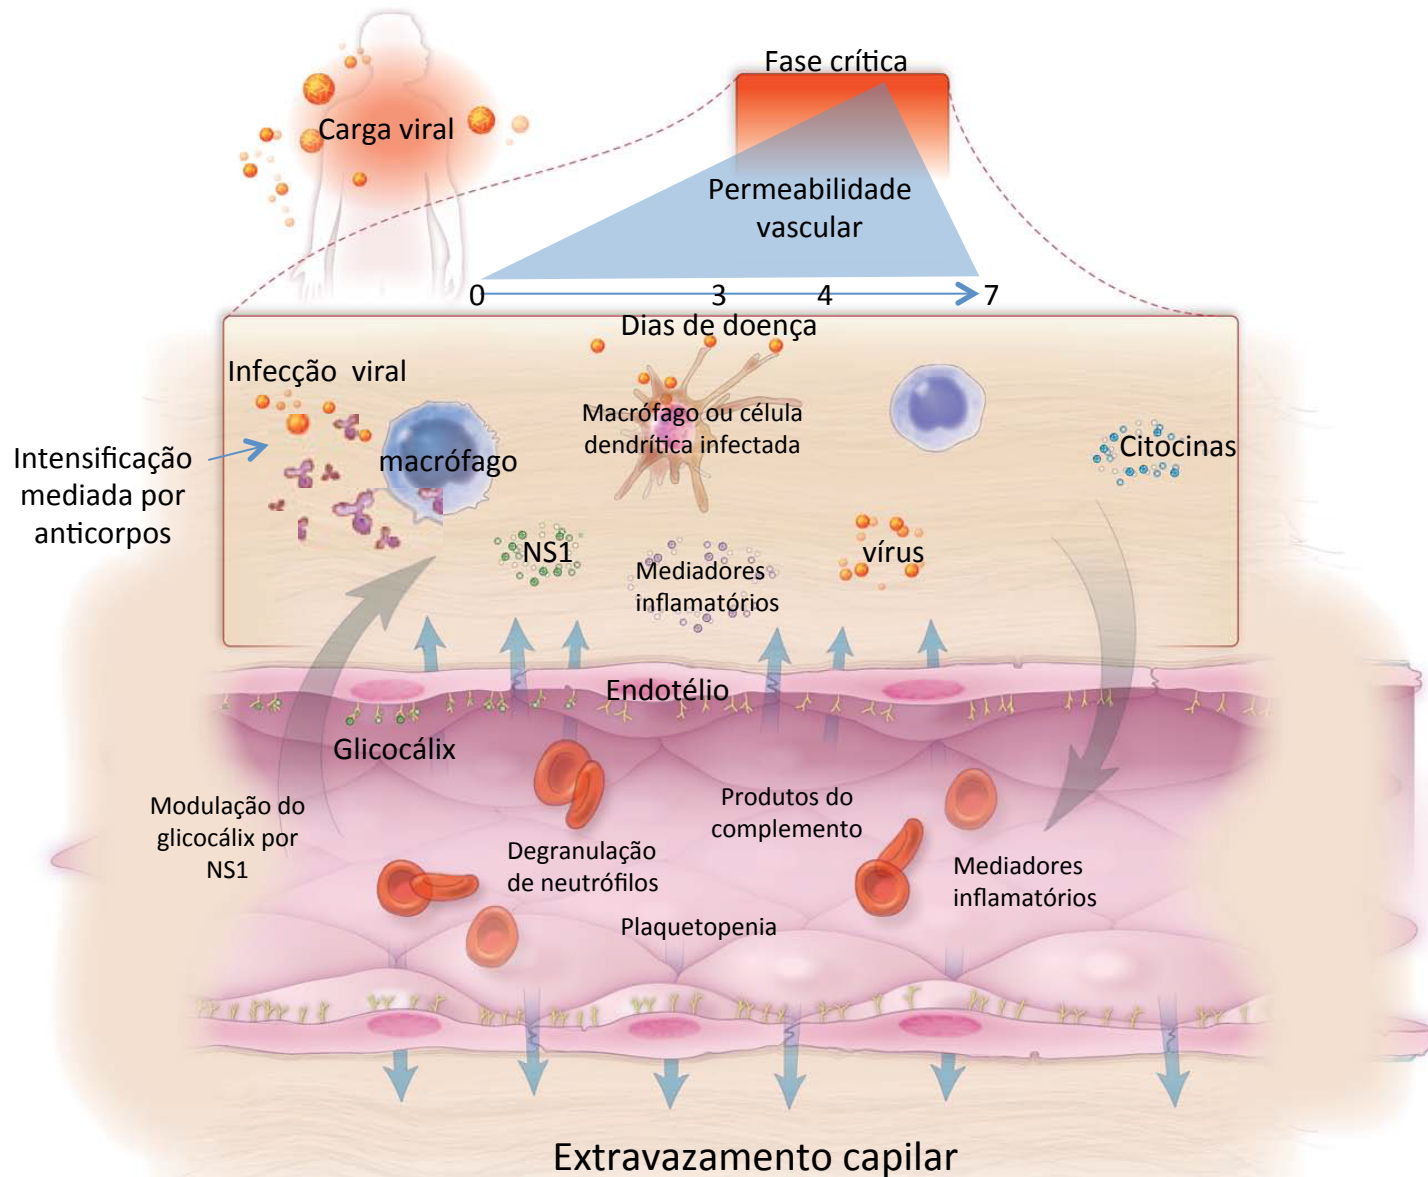 Fase crítica
Carga viral
Permeabilidade
vascular
0
3
4
7
Dias de doença
Infecção viral
Intensificação
mediada por
anticorpos
macrófago
Macrófago ou célula
dendrítica infectada
Citocinas
NS1
Mediadores
inflamatórios
vírus
Endotélio
Glicocálix
Modulação do
glicocálix por
NS1
Degranulação
de neutrófilos
Produtos do
complemento
Mediadores
inflamatórios
Plaquetopenia
Extravazamento capilar